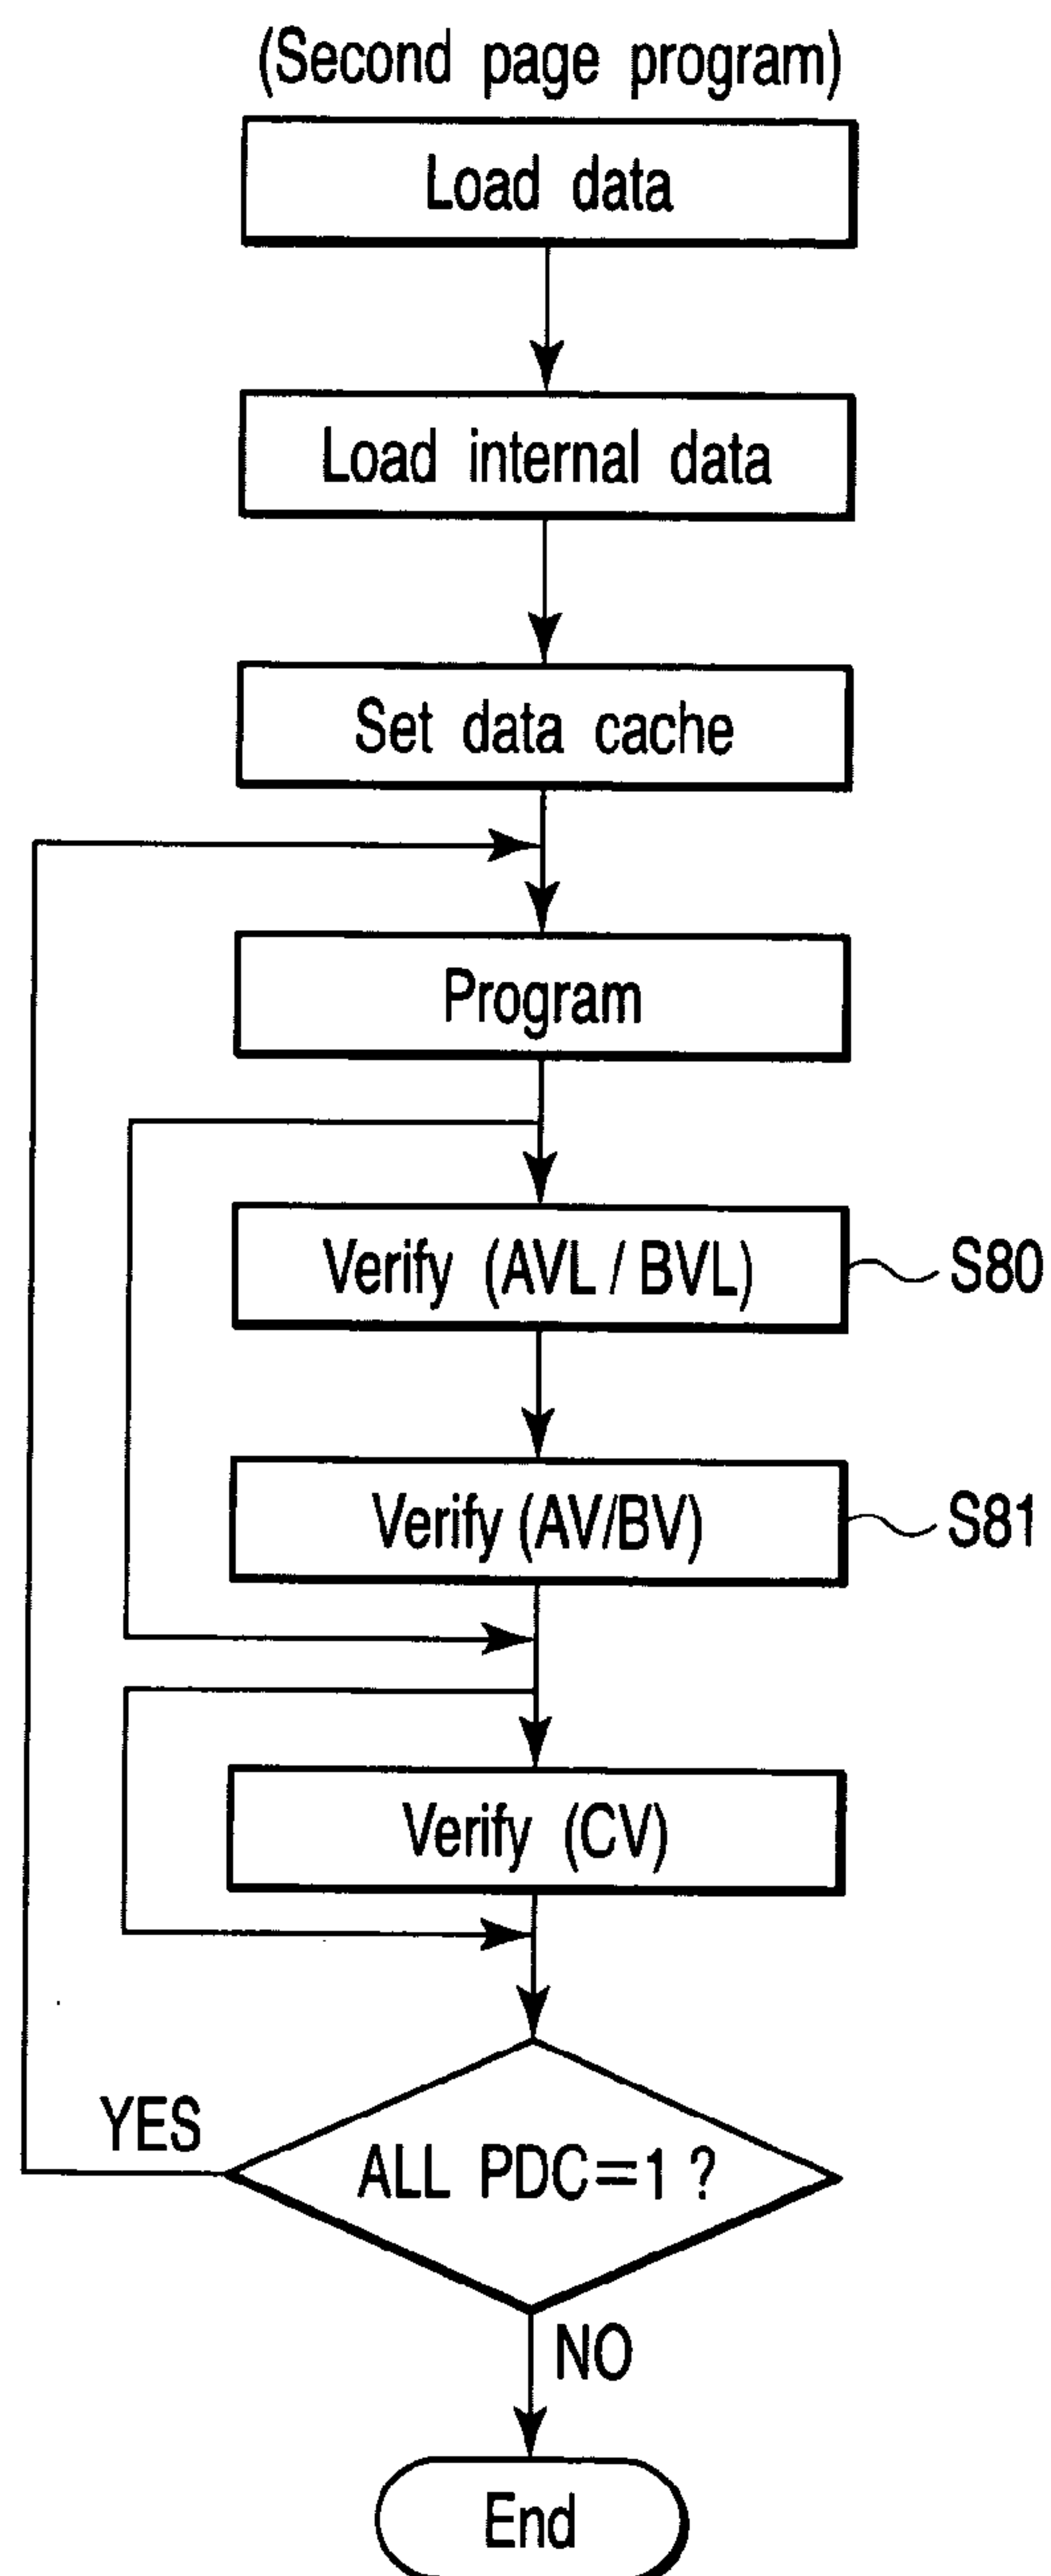 (Second page program)
Load data
Load internal data
Set data cache
Program
Verify (AVL / BVL)
S80
Verify (AV/BV)
S81
Verify (CV)
YES
ALL PDC=1 ?
NO
End